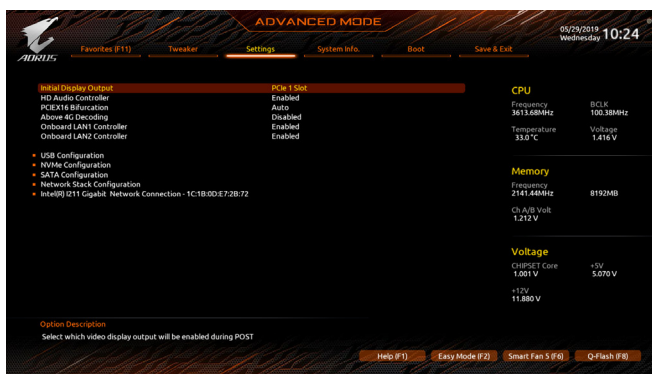 ADVANCED MODE
05/29/2019 10:24
Wednesday
AORUS
Favorites (F11) Tweaker Settings System Info. Boot Save & Exit
Initial Display Output PCIe 1 Slot
HD Audio Controller Enabled
PCIEX16 Bifurcation Auto
Above 4G Decoding Disabled
Onboard LAN1 Controller Enabled
Onboard LAN2 Controller Enabled
USB Configuration
NVMe Configuration
SATA Configuration
Network Stack Configuration
Intel(R) I211 Gigabit Network Connection - 1C:1B:0D:E7:2B:72
CPU
Frequency BCLK
3613.68MHz 100.38MHz
Temperature Voltage
33.0 °C 1.416 V
Memory
Frequency
2141.44MHz 8192MB
Ch A/B Volt
1.212 V
Voltage
CHIPSET Core +5V
1.001 V 5.070 V
+12V
11.880 V
Option Description
Select which video display output will be enabled during POST
Help (F1) Easy Mode (F2) Smart Fan 5 (F6) Q-Flash (F8)